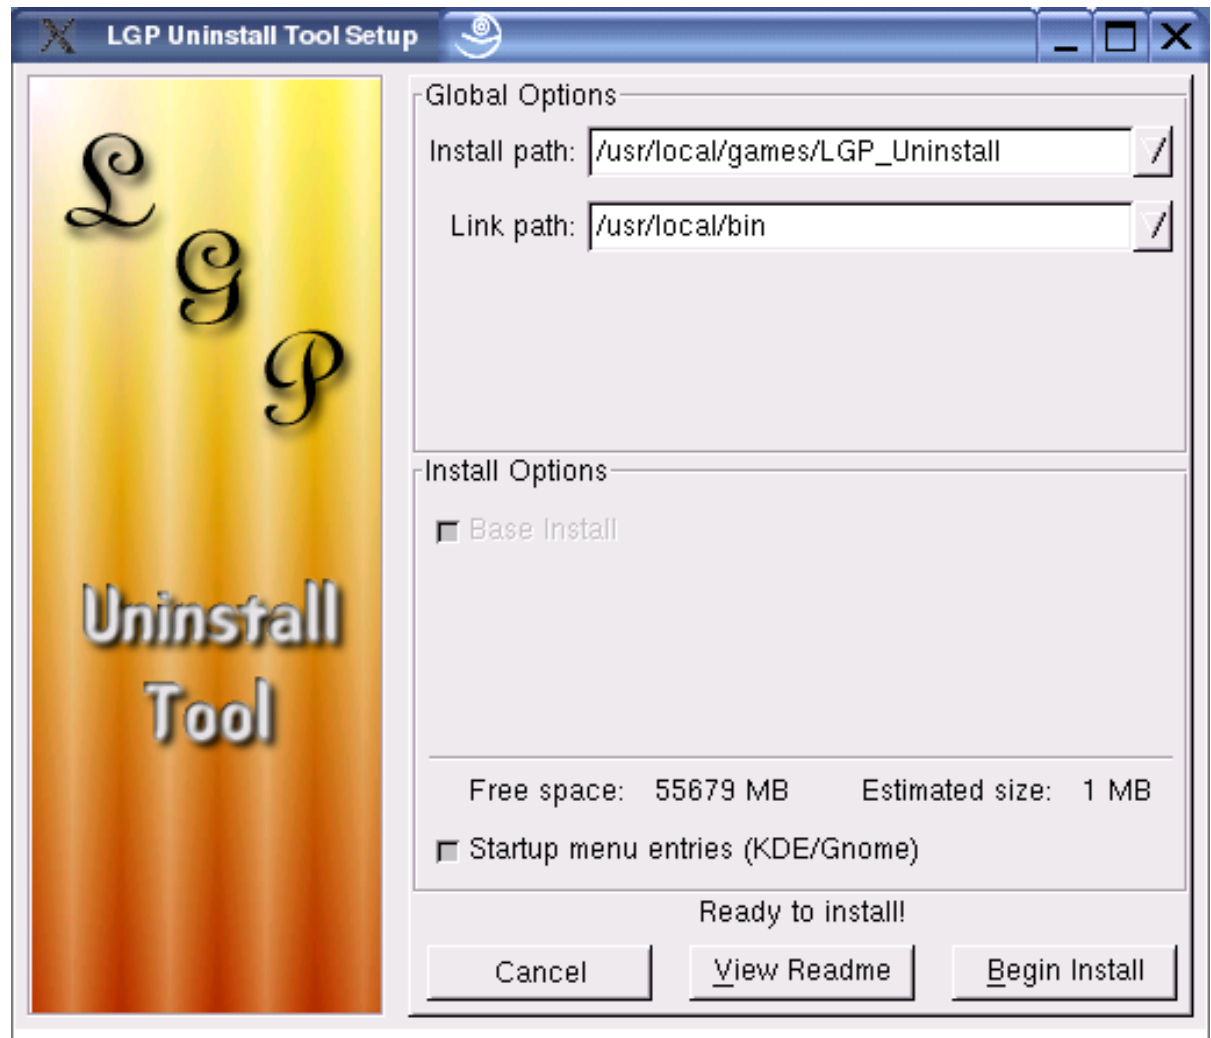 LGP Uninstall Tool Setup
L
G
P
Uninstall
Tool
Global Options
Install path: /usr/local/games/LGP_Uninstall
Link path: /usr/local/bin
Install Options
Base Install
Free space: 55679 MB Estimated size: 1 MB
Startup menu entries (KDE/Gnome)
Ready to install!
Cancel View Readme Begin Install